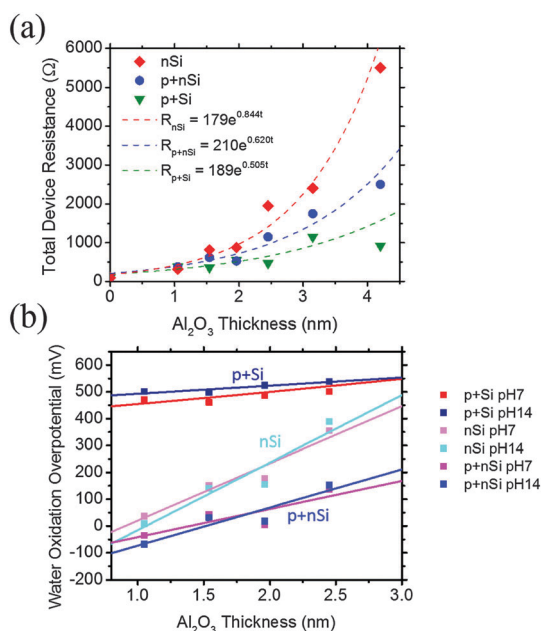 (a)
Total Device Resistance (Ω)
6000
5000
4000
3000
2000
1000
0
nSi
p+nSi
p+Si
R_nSi = 179e^0.844t
R_p+nSi = 210e^0.620t
R_p+Si = 189e^0.505t
0 1 2 3 4
Al₂O₃ Thickness (nm)
(b)
Water Oxidation Overpotential (mV)
600
500
400
300
200
100
0
-100
-200
p+Si
nSi
p+nSi
1.0 1.5 2.0 2.5 3.0
Al₂O₃ Thickness (nm)
p+Si pH7
p+Si pH14
nSi pH7
nSi pH14
p+nSi pH7
p+nSi pH14